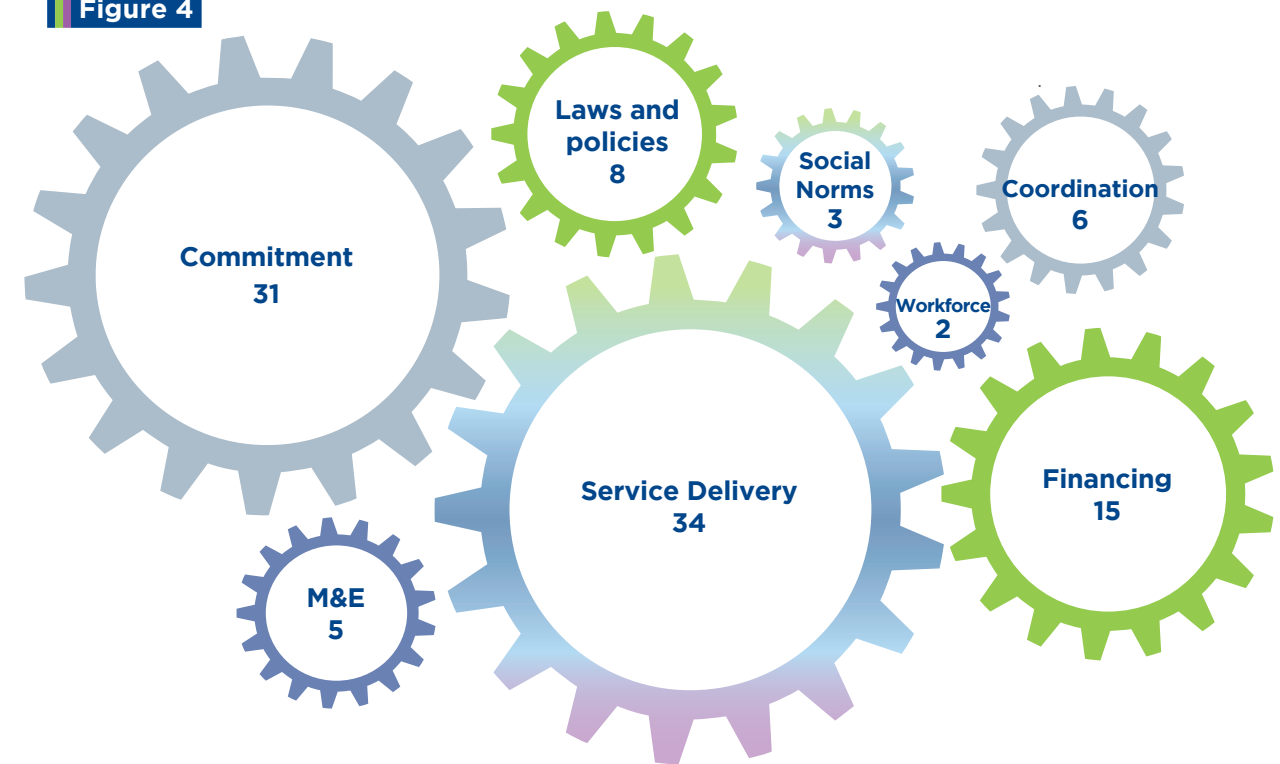 Figure 4
Commitment
31
Laws and
policies
8
Social
Norms
3
Coordination
6
Workforce
2
Service Delivery
34
Financing
15
M&E
5